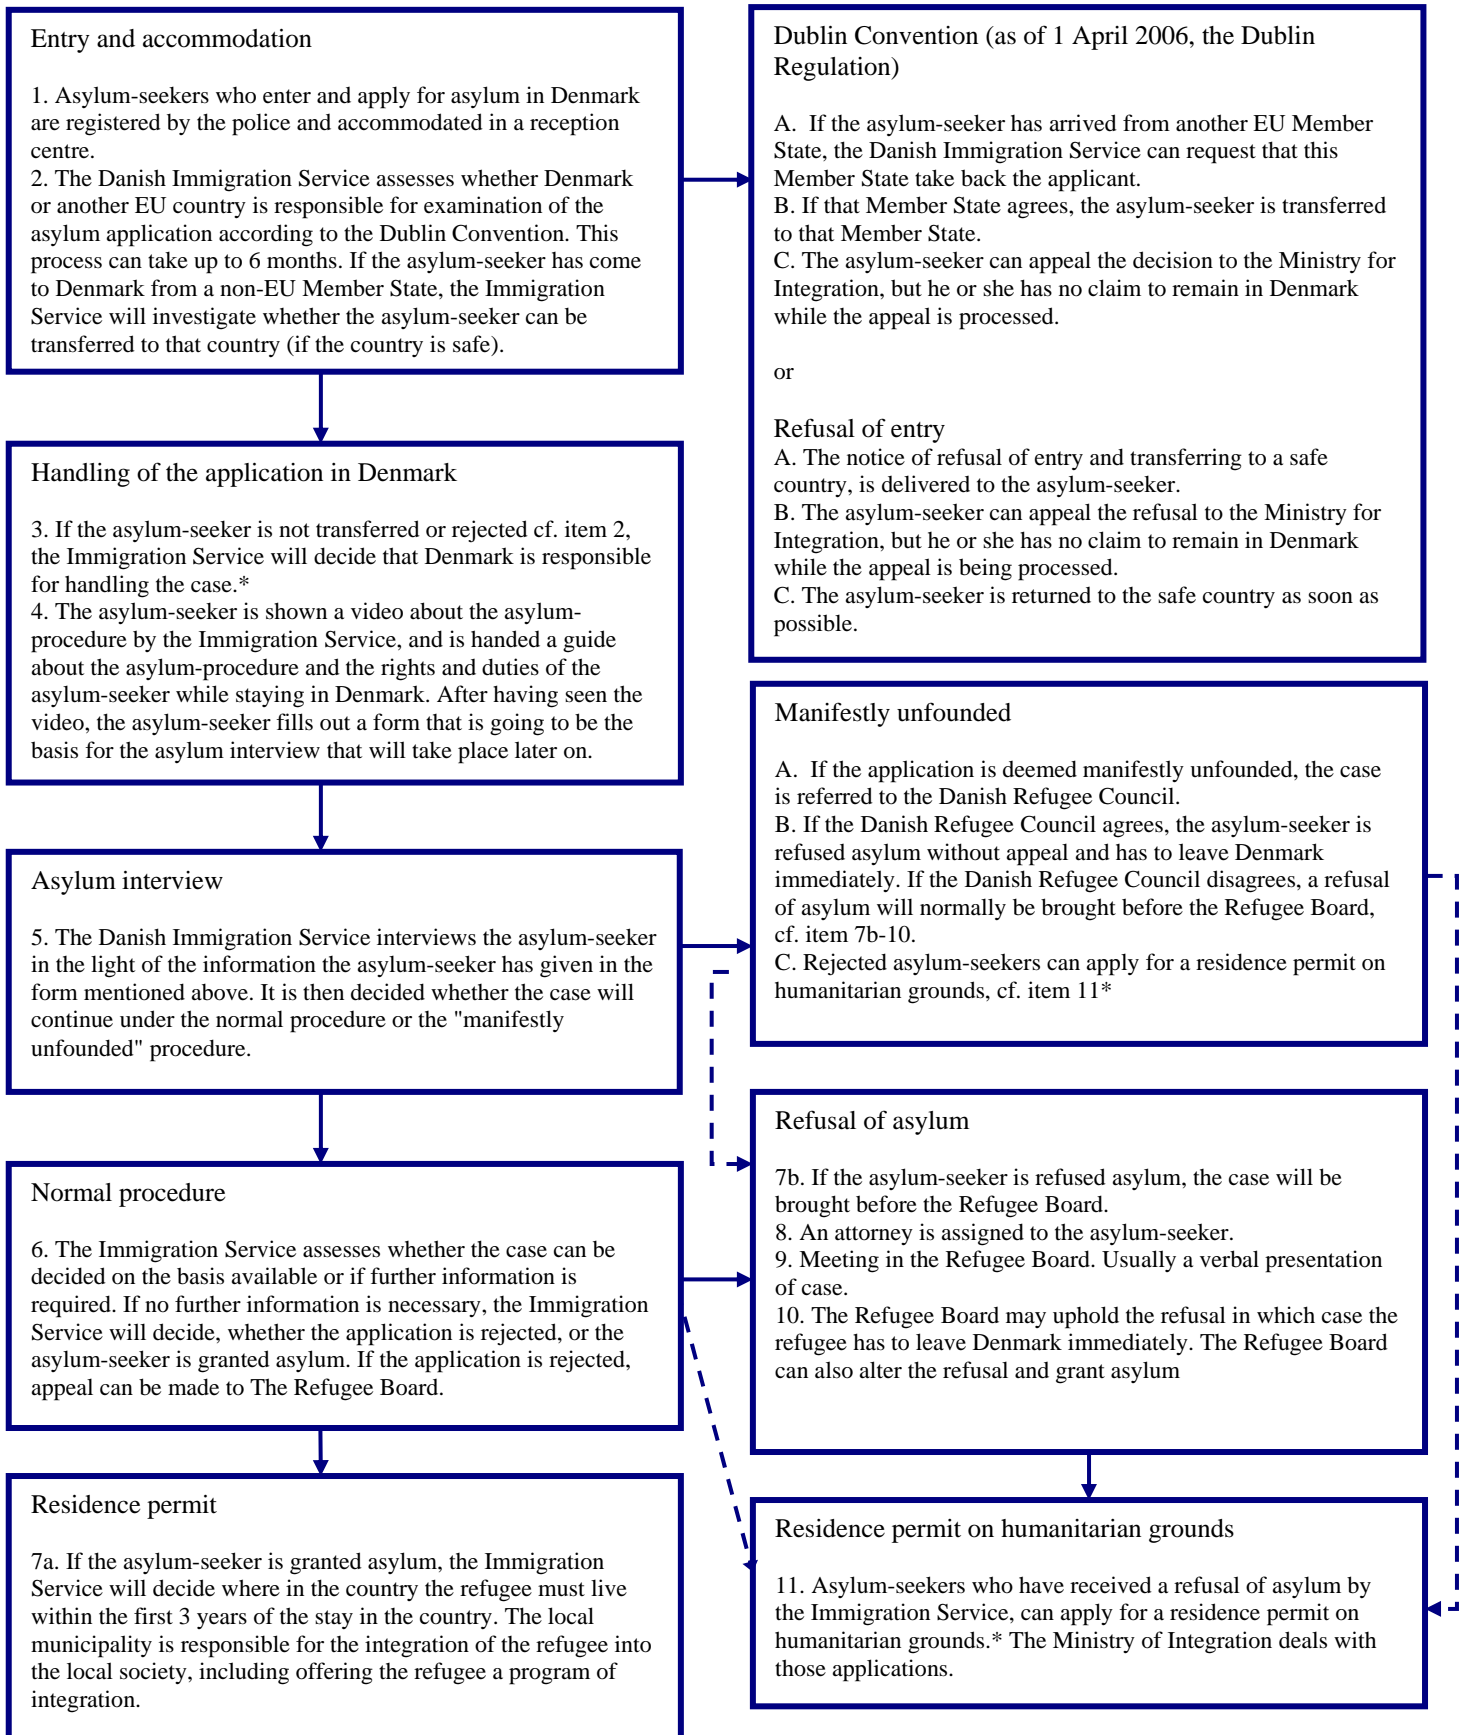 Entry and accommodation
1. Asylum-seekers who enter and apply for asylum in Denmark
are registered by the police and accommodated in a reception
centre.
2. The Danish Immigration Service assesses whether Denmark
or another EU country is responsible for examination of the
asylum application according to the Dublin Convention. This
process can take up to 6 months. If the asylum-seeker has come
to Denmark from a non-EU Member State, the Immigration
Service will investigate whether the asylum-seeker can be
transferred to that country (if the country is safe).
Dublin Convention (as of 1 April 2006, the Dublin
Regulation)
A.  If the asylum-seeker has arrived from another EU Member
State, the Danish Immigration Service can request that this
Member State take back the applicant.
B. If that Member State agrees, the asylum-seeker is transferred
to that Member State.
C. The asylum-seeker can appeal the decision to the Ministry for
Integration, but he or she has no claim to remain in Denmark
while the appeal is processed.
or
Refusal of entry
A. The notice of refusal of entry and transferring to a safe
country, is delivered to the asylum-seeker.
B. The asylum-seeker can appeal the refusal to the Ministry for
Integration, but he or she has no claim to remain in Denmark
while the appeal is being processed.
C. The asylum-seeker is returned to the safe country as soon as
possible.
Handling of the application in Denmark
3. If the asylum-seeker is not transferred or rejected cf. item 2,
the Immigration Service will decide that Denmark is responsible
for handling the case.*
4. The asylum-seeker is shown a video about the asylum-
procedure by the Immigration Service, and is handed a guide
about the asylum-procedure and the rights and duties of the
asylum-seeker while staying in Denmark. After having seen the
video, the asylum-seeker fills out a form that is going to be the
basis for the asylum interview that will take place later on.
Manifestly unfounded
A.  If the application is deemed manifestly unfounded, the case
is referred to the Danish Refugee Council.
B. If the Danish Refugee Council agrees, the asylum-seeker is
refused asylum without appeal and has to leave Denmark
immediately. If the Danish Refugee Council disagrees, a refusal
of asylum will normally be brought before the Refugee Board,
cf. item 7b-10.
C. Rejected asylum-seekers can apply for a residence permit on
humanitarian grounds, cf. item 11*
Asylum interview
5. The Danish Immigration Service interviews the asylum-seeker
in the light of the information the asylum-seeker has given in the
form mentioned above. It is then decided whether the case will
continue under the normal procedure or the "manifestly
unfounded" procedure.
Refusal of asylum
7b. If the asylum-seeker is refused asylum, the case will be
brought before the Refugee Board.
8. An attorney is assigned to the asylum-seeker.
9. Meeting in the Refugee Board. Usually a verbal presentation
of case.
10. The Refugee Board may uphold the refusal in which case the
refugee has to leave Denmark immediately. The Refugee Board
can also alter the refusal and grant asylum
Normal procedure
6. The Immigration Service assesses whether the case can be
decided on the basis available or if further information is
required. If no further information is necessary, the Immigration
Service will decide, whether the application is rejected, or the
asylum-seeker is granted asylum. If the application is rejected,
appeal can be made to The Refugee Board.
Residence permit
7a. If the asylum-seeker is granted asylum, the Immigration
Service will decide where in the country the refugee must live
within the first 3 years of the stay in the country. The local
municipality is responsible for the integration of the refugee into
the local society, including offering the refugee a program of
integration.
Residence permit on humanitarian grounds
11. Asylum-seekers who have received a refusal of asylum by
the Immigration Service, can apply for a residence permit on
humanitarian grounds.* The Ministry of Integration deals with
those applications.